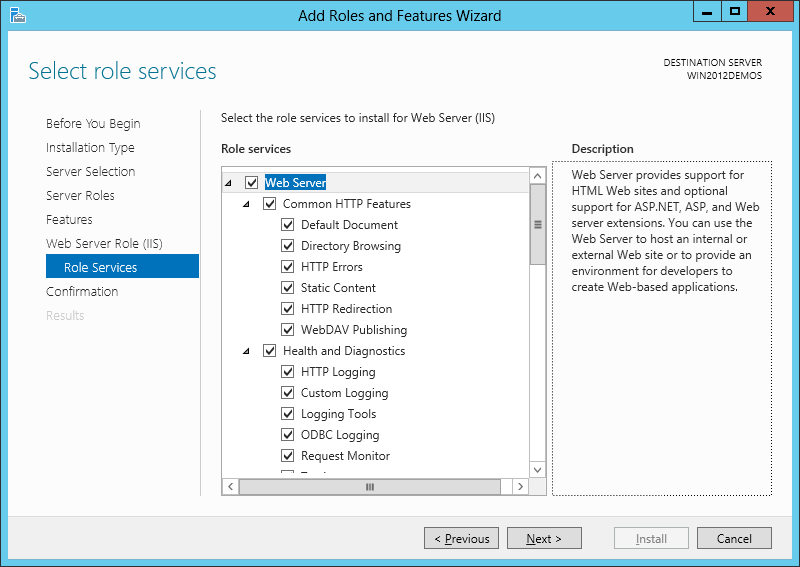 Add Roles and Features Wizard
Select role services
DESTINATION SERVER
WIN2012DEMOS
Before You Begin
Installation Type
Server Selection
Server Roles
Features
Web Server Role (IIS)
Role Services
Confirmation
Results
Select the role services to install for Web Server (IIS)
Role services
Web Server
Common HTTP Features
Default Document
Directory Browsing
HTTP Errors
Static Content
HTTP Redirection
WebDAV Publishing
Health and Diagnostics
HTTP Logging
Custom Logging
Logging Tools
ODBC Logging
Request Monitor
Description
Web Server provides support for
HTML Web sites and optional
support for ASP.NET, ASP, and Web
server extensions. You can use the
Web Server to host an internal or
external Web site or to provide an
environment for developers to
create Web-based applications.
< Previous
Next >
Install
Cancel